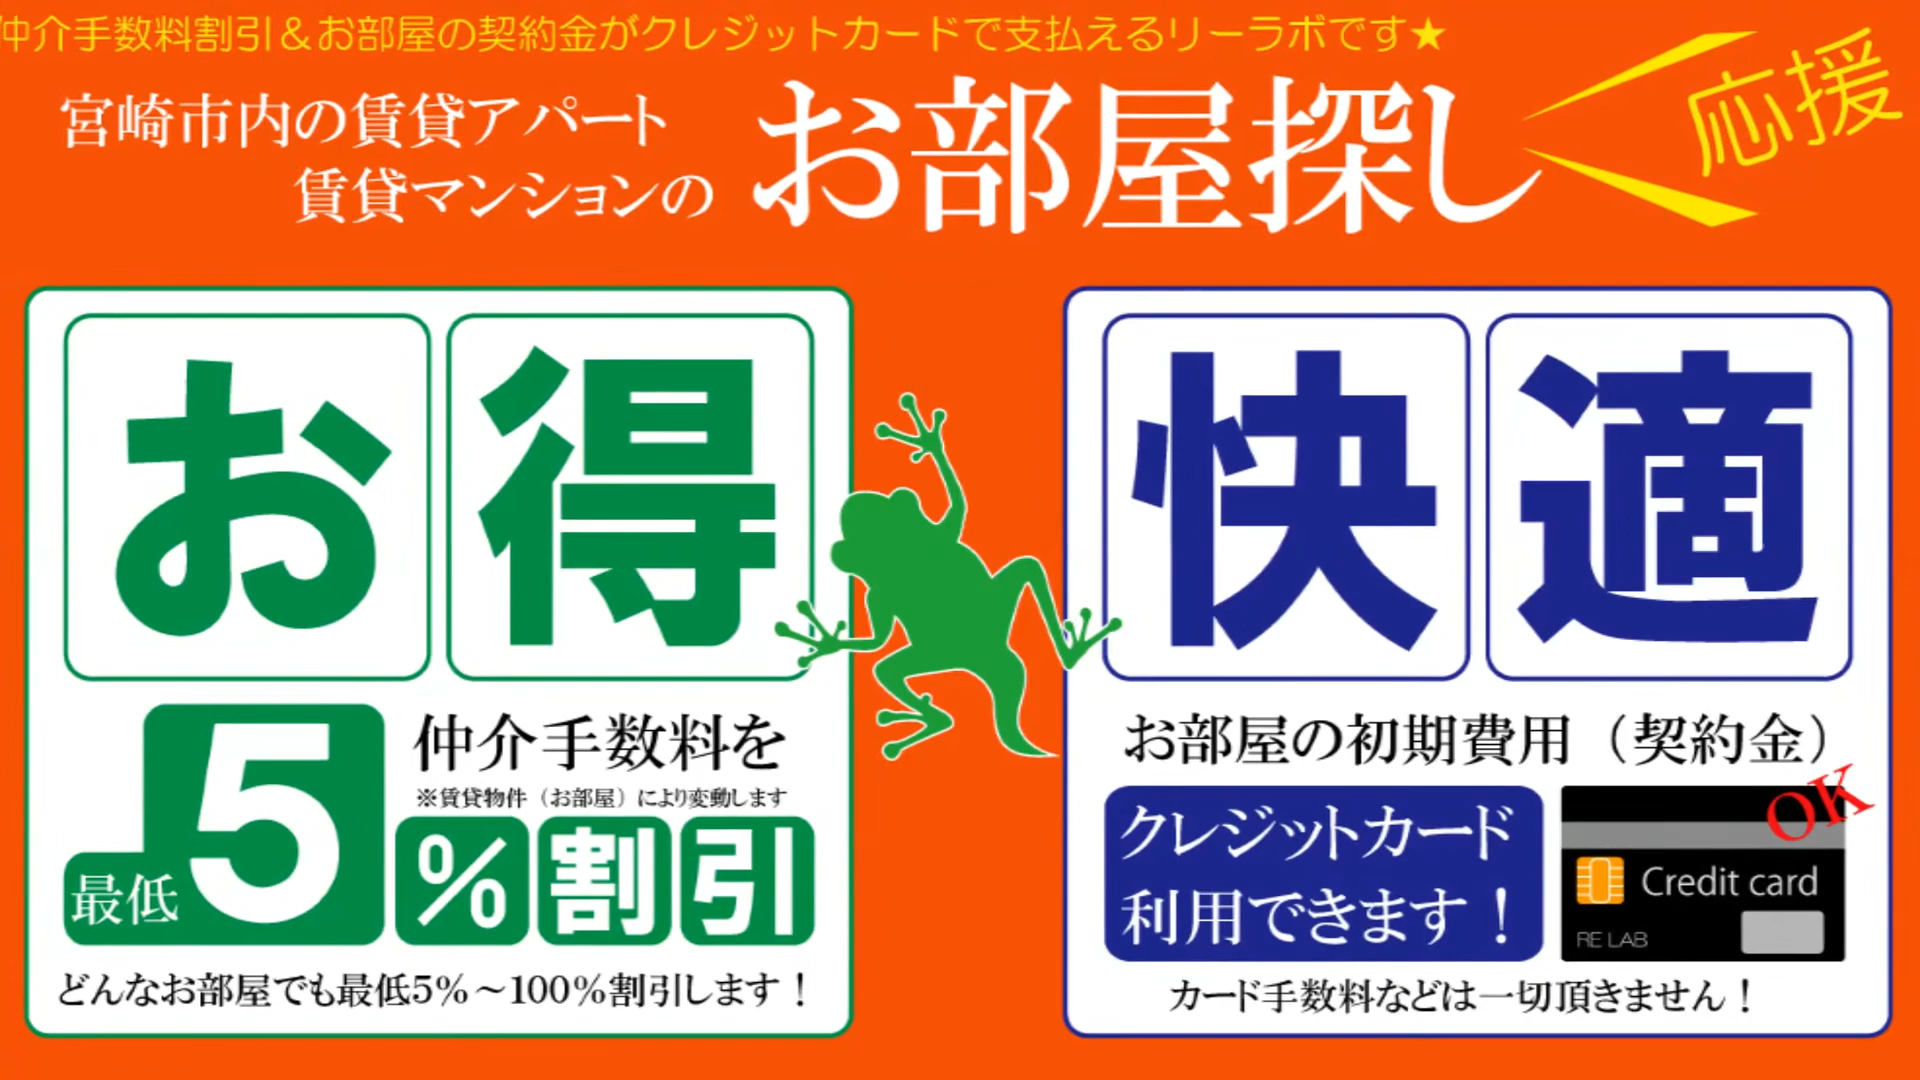 仲介手数料割引＆お部屋の契約金がクレジットカードで支払えるリーラボです★
宮崎市内の賃貸アパート
賃貸マンションの
お部屋探し
応援
お得
最低5%割引
仲介手数料を
※賃貸物件（お部屋）により変動します
どんなお部屋でも最低5%～100%割引します！
快適
お部屋の初期費用（契約金）
クレジットカード
利用できます！
OK
Credit card
RE LAB
カード手数料などは一切頂きません！